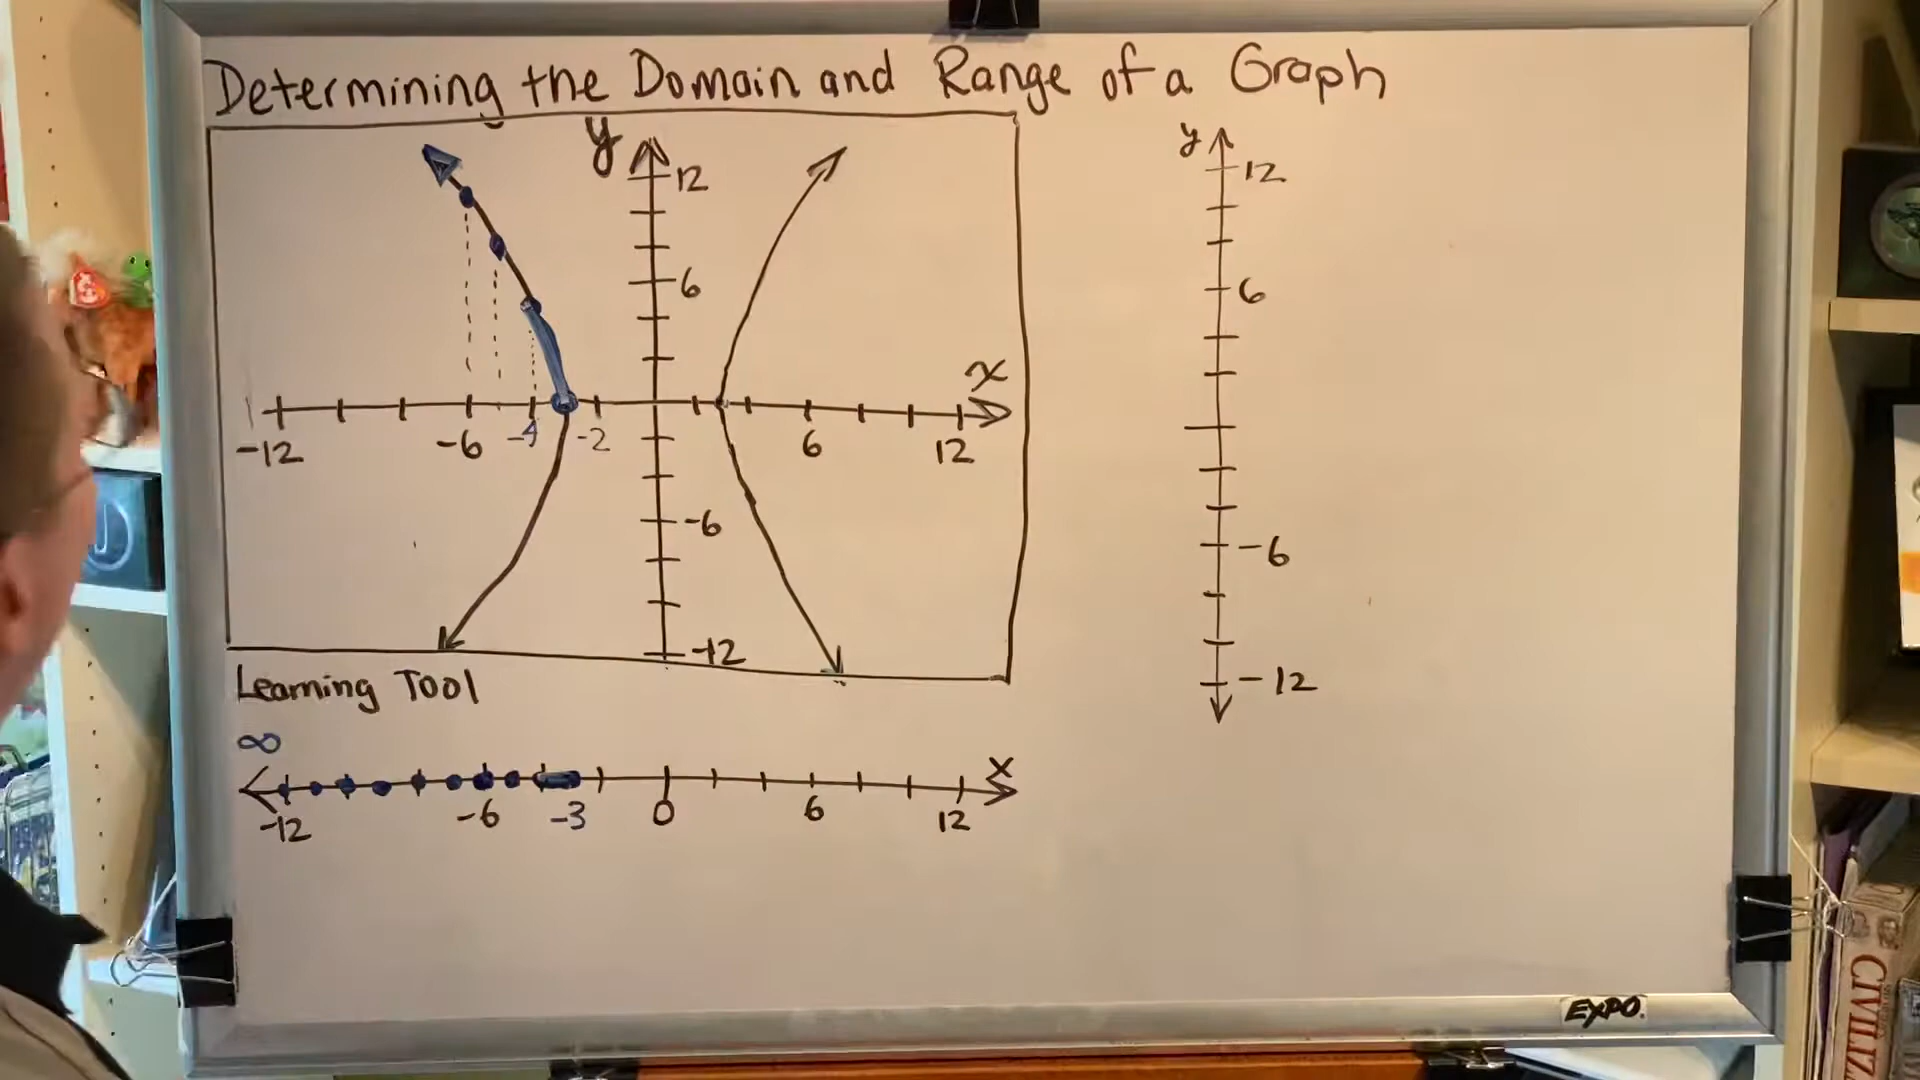 Determining the Domain and Range of a Graph
y
12
6
x
-12 -6 -4 -2 6 12
-6
-12
y
12
6
-6
-12
Learning Tool
∞
x
-12 -6 -3 0 6 12
EXPO.